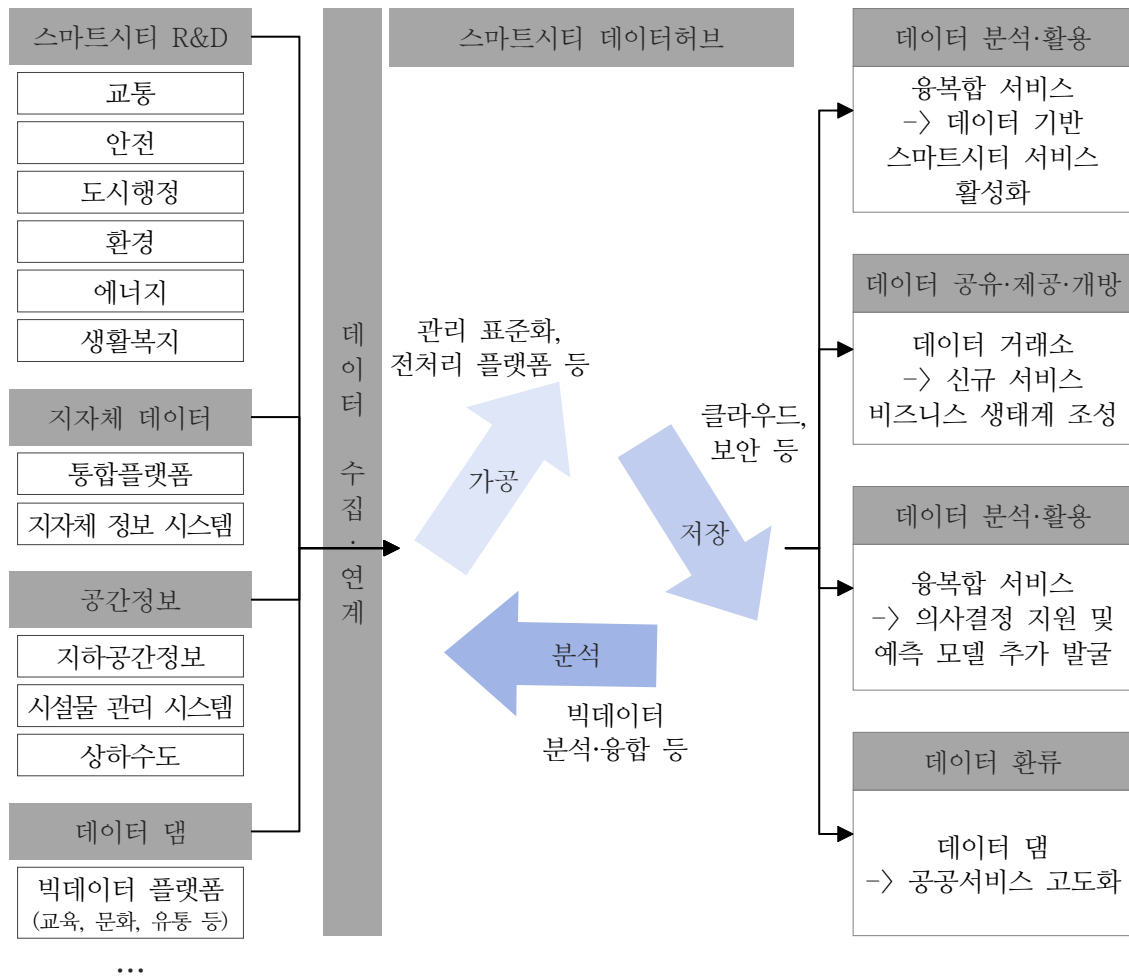 스마트시티 R&D
교통
안전
도시행정
환경
에너지
생활복지
지자체 데이터
통합플랫폼
지자체 정보 시스템
공간정보
지하공간정보
시설물 관리 시스템
상하수도
데이터 댐
빅데이터 플랫폼
(교육, 문화, 유통 등)
...
데
이
터
수
집
·
연
계
스마트시티 데이터허브
관리 표준화,
전처리 플랫폼 등
가공
클라우드,
보안 등
저장
분석
빅데이터
분석·융합 등
데이터 분석·활용
융복합 서비스
-> 데이터 기반
스마트시티 서비스
활성화
데이터 공유·제공·개방
데이터 거래소
-> 신규 서비스
비즈니스 생태계 조성
데이터 분석·활용
융복합 서비스
-> 의사결정 지원 및
예측 모델 추가 발굴
데이터 환류
데이터 댐
-> 공공서비스 고도화